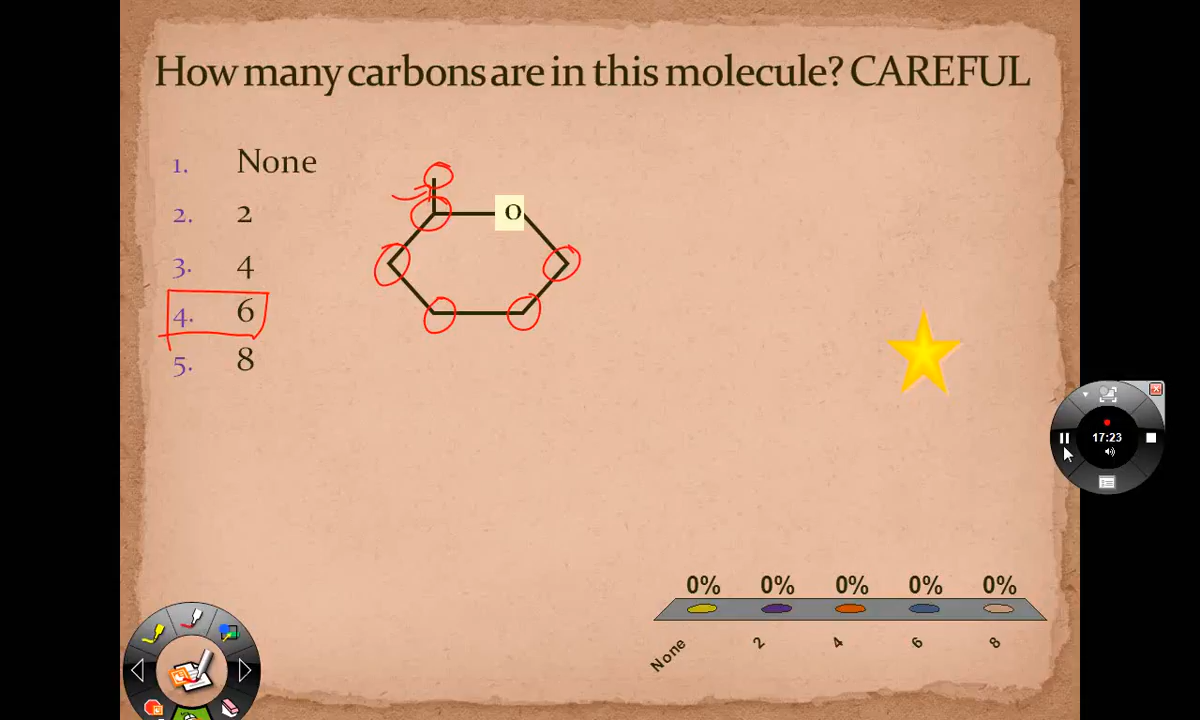 How many carbons are in this molecule? CAREFUL
1. None
2. 2
3. 4
4. 6
5. 8
O
17:23
0% 0% 0% 0% 0%
None 2 4 6 8